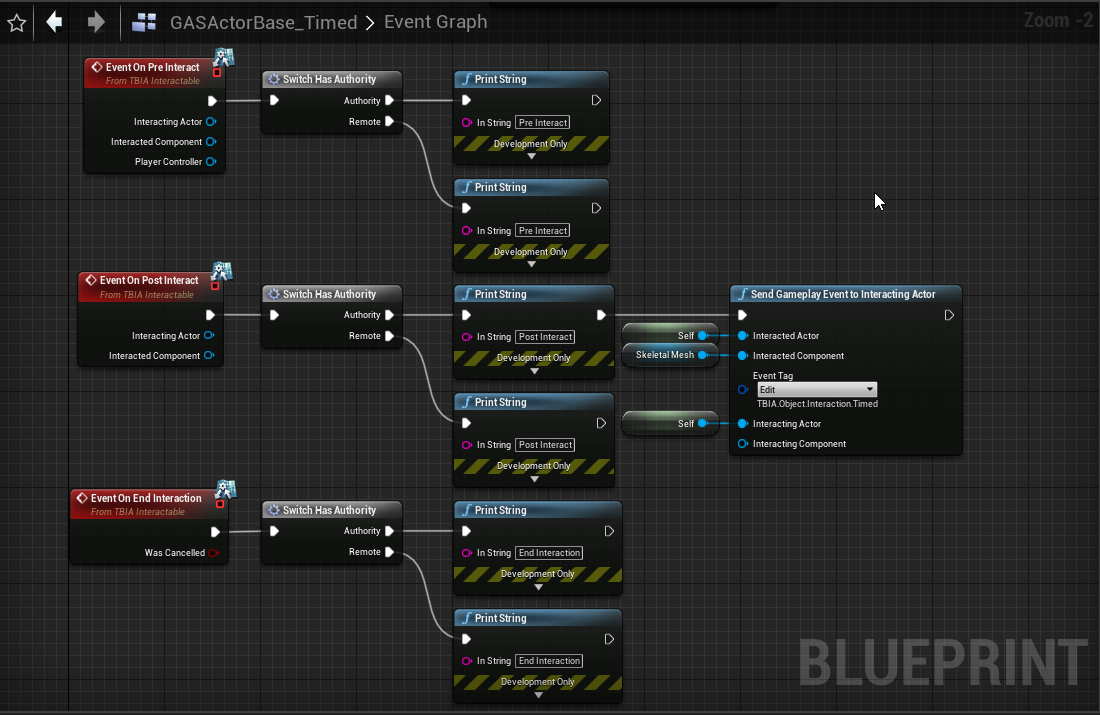 GASActorBase_Timed > Event Graph
Zoom -2
Event On Pre Interact
From TBIA Interactable
Interacting Actor
Interacted Component
Player Controller
Switch Has Authority
Authority
Remote
Print String
In String Pre Interact
Development Only
Print String
In String Pre Interact
Development Only
Event On Post Interact
From TBIA Interactable
Interacting Actor
Interacted Component
Switch Has Authority
Authority
Remote
Print String
In String Post Interact
Development Only
Print String
In String Post Interact
Development Only
Self
Skeletal Mesh
Self
Send Gameplay Event to Interacting Actor
Interacted Actor
Interacted Component
Event Tag
Edit
TBIA.Object.Interaction.Timed
Interacting Actor
Interacting Component
Event On End Interaction
From TBIA Interactable
Was Cancelled
Switch Has Authority
Authority
Remote
Print String
In String End Interaction
Development Only
Print String
In String End Interaction
Development Only
BLUEPRINT